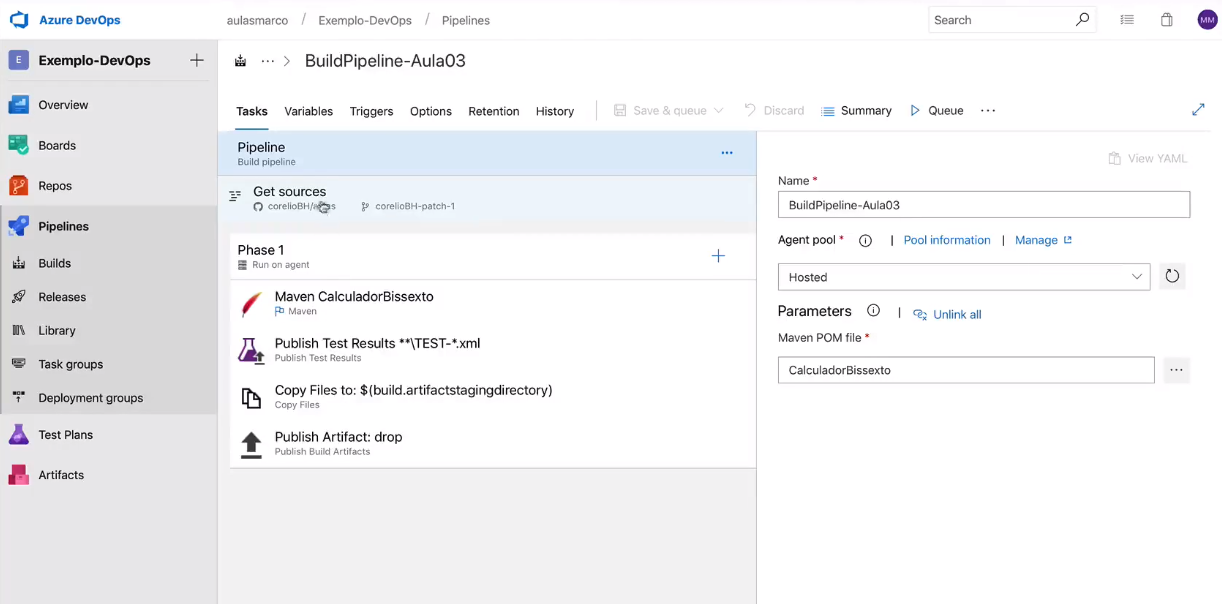 Azure DevOps
aulasmarco / Exemplo-DevOps / Pipelines
Search
MM
E Exemplo-DevOps
Overview
Boards
Repos
Pipelines
Builds
Releases
Library
Task groups
Deployment groups
Test Plans
Artifacts
... > BuildPipeline-Aula03
Tasks Variables Triggers Options Retention History Save & queue Discard Summary Queue ...
Pipeline
Build pipeline
...
Get sources
corelioBH/ corelioBH-patch-1
Phase 1
Run on agent
Maven CalculadorBissexto
Maven
Publish Test Results **\TEST-*.xml
Publish Test Results
Copy Files to: $(build.artifactstagingdirectory)
Copy Files
Publish Artifact: drop
Publish Build Artifacts
View YAML
Name *
BuildPipeline-Aula03
Agent pool * | Pool information | Manage
Hosted
Parameters | Unlink all
Maven POM file *
CalculadorBissexto
...